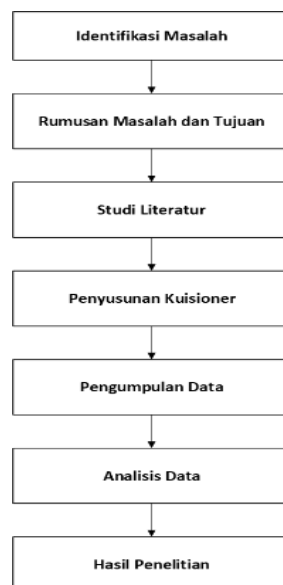 Identifikasi Masalah
Rumusan Masalah dan Tujuan
Studi Literatur
Penyusunan Kuisioner
Pengumpulan Data
Analisis Data
Hasil Penelitian